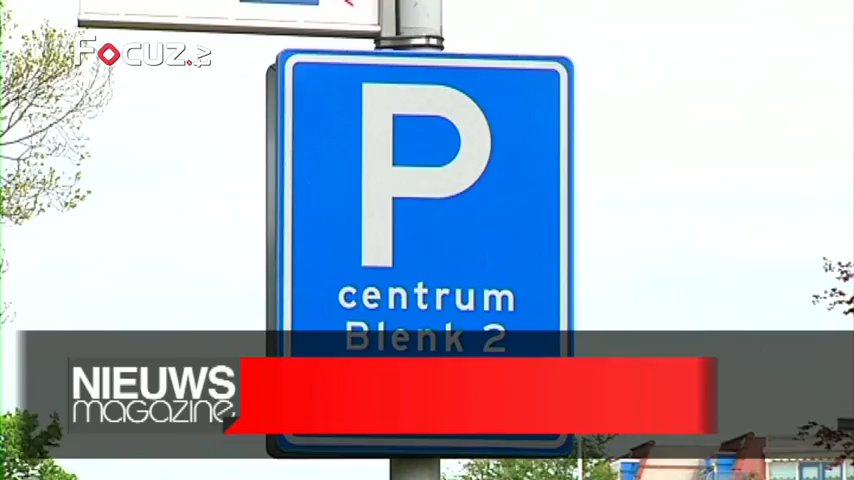 FOCUZ.
P
centrum
Blenk 2
NIEUWS
magazine